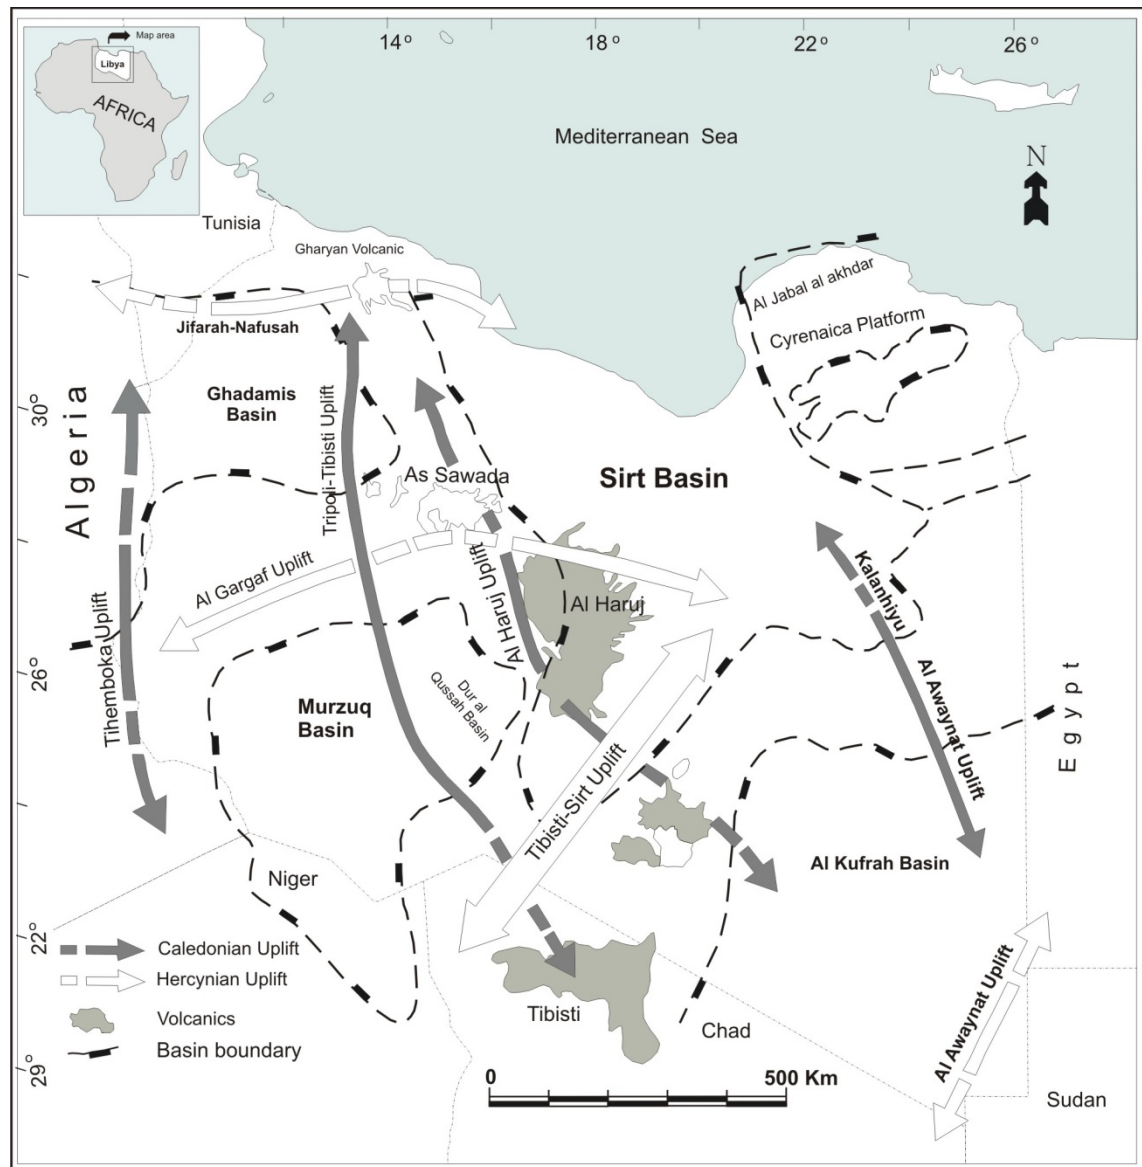 Map area
Libya
AFRICA
14°
18°
22°
26°
Mediterranean Sea
N
Tunisia
Gharyan Volcanic
Al Jabal al akhdar
Cyrenaica Platform
Jifarah-Nafusah
Algeria
30°
Ghadamis
Basin
Tripoli-Tibisti Uplift
As Sawada
Sirt Basin
Al Gargaf Uplift
Al Haruj Uplift
Al Haruj
Kalanhiyu
Al Awaynat Uplift
Tihemboka Uplift
26°
Murzuq
Basin
Dur al
Qussah Basin
Tibisti-Sirt Uplift
Egypt
Al Kufrah Basin
Niger
22°
Caledonian Uplift
Hercynian Uplift
Volcanics
Basin boundary
29°
Tibisti
Chad
Al Awaynat Uplift
Sudan
0
500 Km